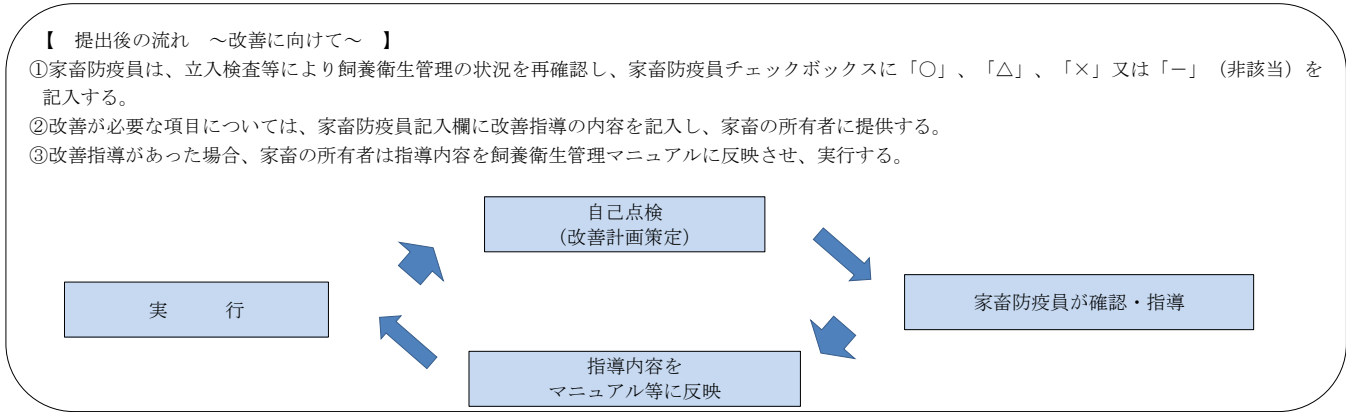 【　提出後の流れ　～改善に向けて～　】
①家畜防疫員は、立入検査等により飼養衛生管理の状況を再確認し、家畜防疫員チェックボックスに「○」、「△」、「×」又は「－」（非該当）を
記入する。
②改善が必要な項目については、家畜防疫員記入欄に改善指導の内容を記入し、家畜の所有者に提供する。
③改善指導があった場合、家畜の所有者は指導内容を飼養衛生管理マニュアルに反映させ、実行する。
自己点検
（改善計画策定）
実　　行
家畜防疫員が確認・指導
指導内容を
マニュアル等に反映